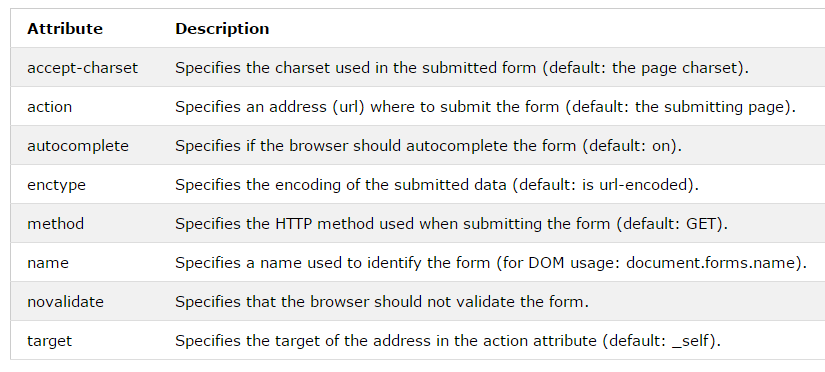 Attribute Description
accept-charset Specifies the charset used in the submitted form (default: the page charset).
action Specifies an address (url) where to submit the form (default: the submitting page).
autocomplete Specifies if the browser should autocomplete the form (default: on).
enctype Specifies the encoding of the submitted data (default: is url-encoded).
method Specifies the HTTP method used when submitting the form (default: GET).
name Specifies a name used to identify the form (for DOM usage: document.forms.name).
novalidate Specifies that the browser should not validate the form.
target Specifies the target of the address in the action attribute (default: _self).